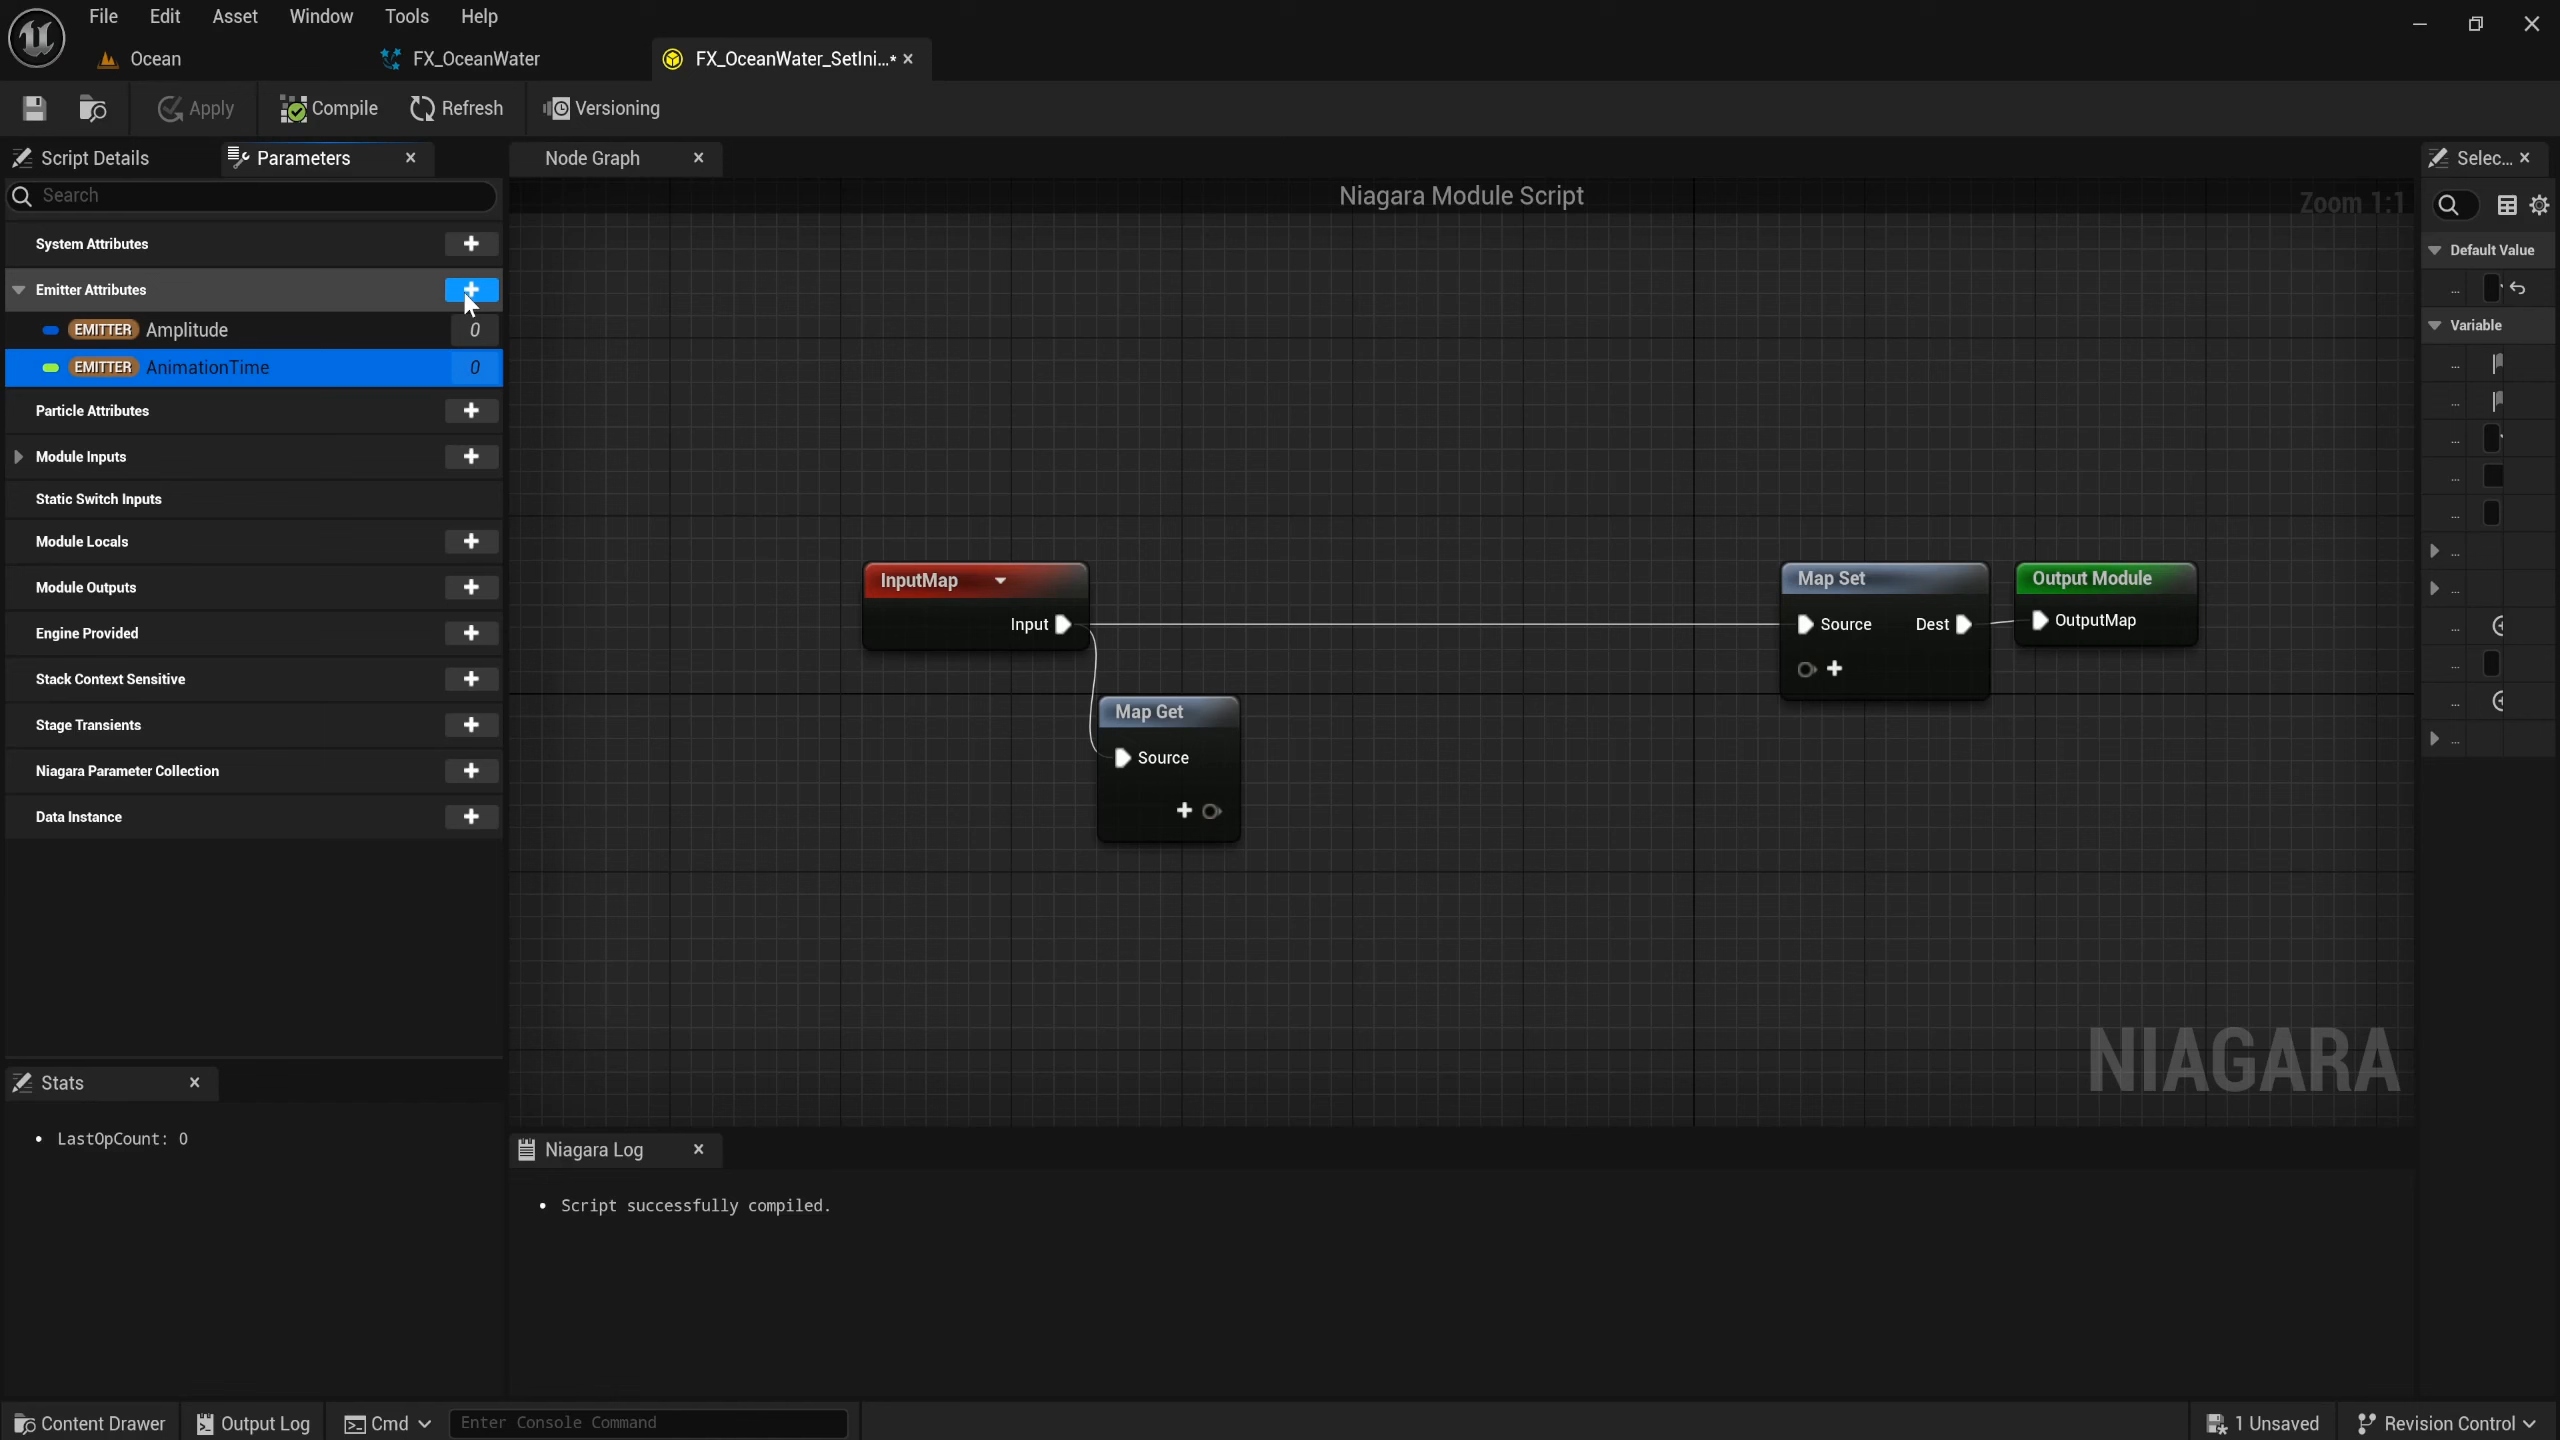 File Edit Asset Window Tools Help
Ocean FX_OceanWater FX_OceanWater_SetIni...*
Apply Compile Refresh Versioning
Script Details Parameters Node Graph Selec...
Search
Niagara Module Script
Zoom 1:1
System Attributes
Emitter Attributes
EMITTER Amplitude 0
EMITTER AnimationTime 0
Particle Attributes
Module Inputs
Static Switch Inputs
Module Locals
Module Outputs
Engine Provided
Stack Context Sensitive
Stage Transients
Niagara Parameter Collection
Data Instance
InputMap
Input
Map Get
Source
Map Set
Source Dest
Output Module
OutputMap
NIAGARA
Default Value
...
Variable
...
...
...
...
...
...
...
...
...
...
...
Stats
LastOpCount: 0
Niagara Log
Script successfully compiled.
Content Drawer Output Log Cmd Enter Console Command 1 Unsaved Revision Control